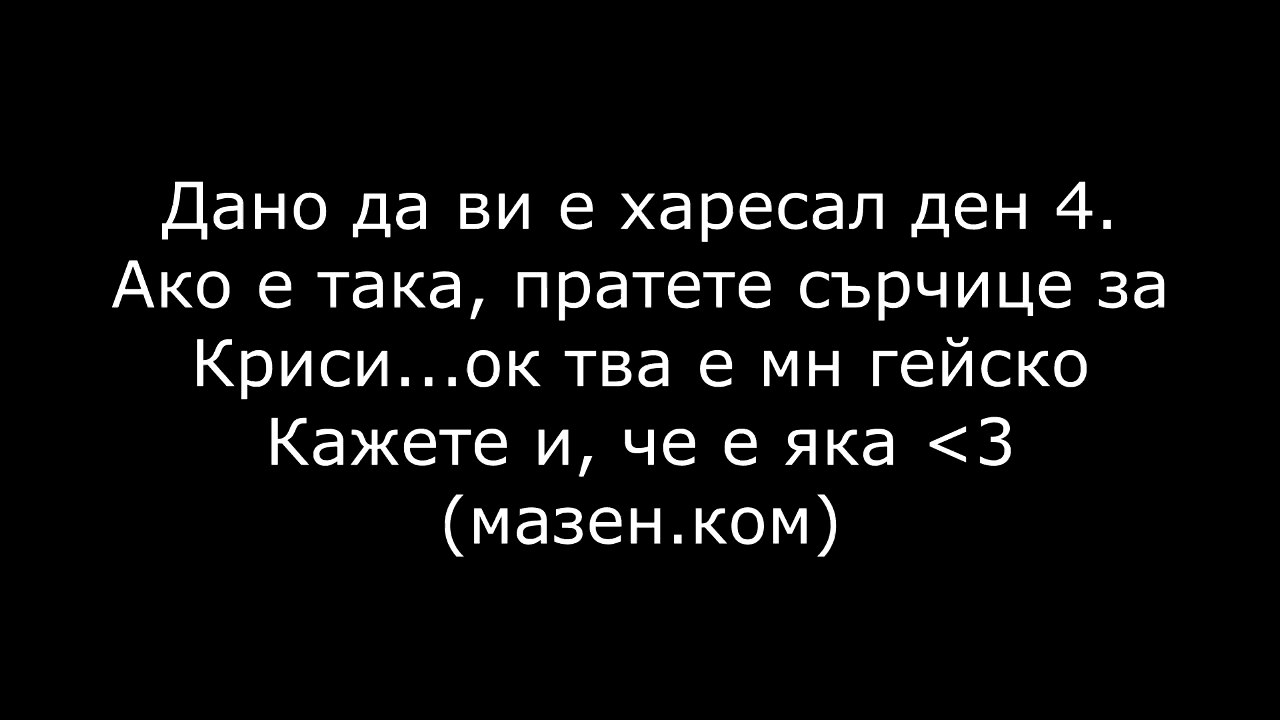 Дано да ви е харесал ден 4.
Ако е така, пратете сърчице за
Криси...ок тва е мн гейско
Кажете и, че е яка <3
(мазен.ком)